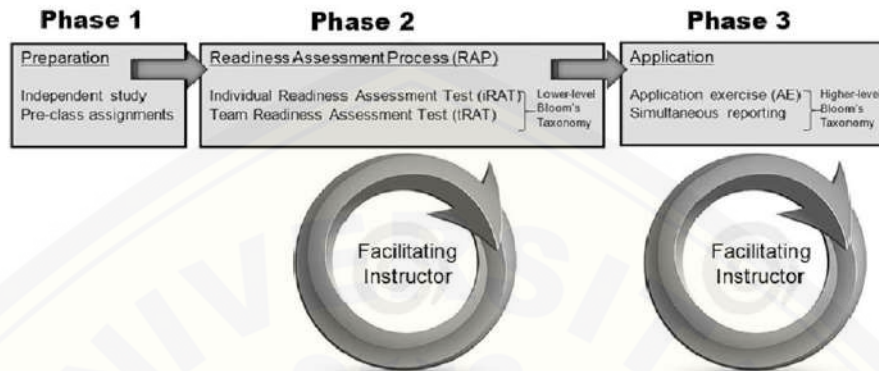 Phase 1
Phase 2
Phase 3
Preparation
Independent study
Pre-class assignments
Readiness Assessment Process (RAP)
Individual Readiness Assessment Test (iRAT)
Team Readiness Assessment Test (tRAT)
Lower-level
Bloom's
Taxonomy
Application
Application exercise (AE)
Simultaneous reporting
Higher-level
Bloom's
Taxonomy
Facilitating
Instructor
Facilitating
Instructor